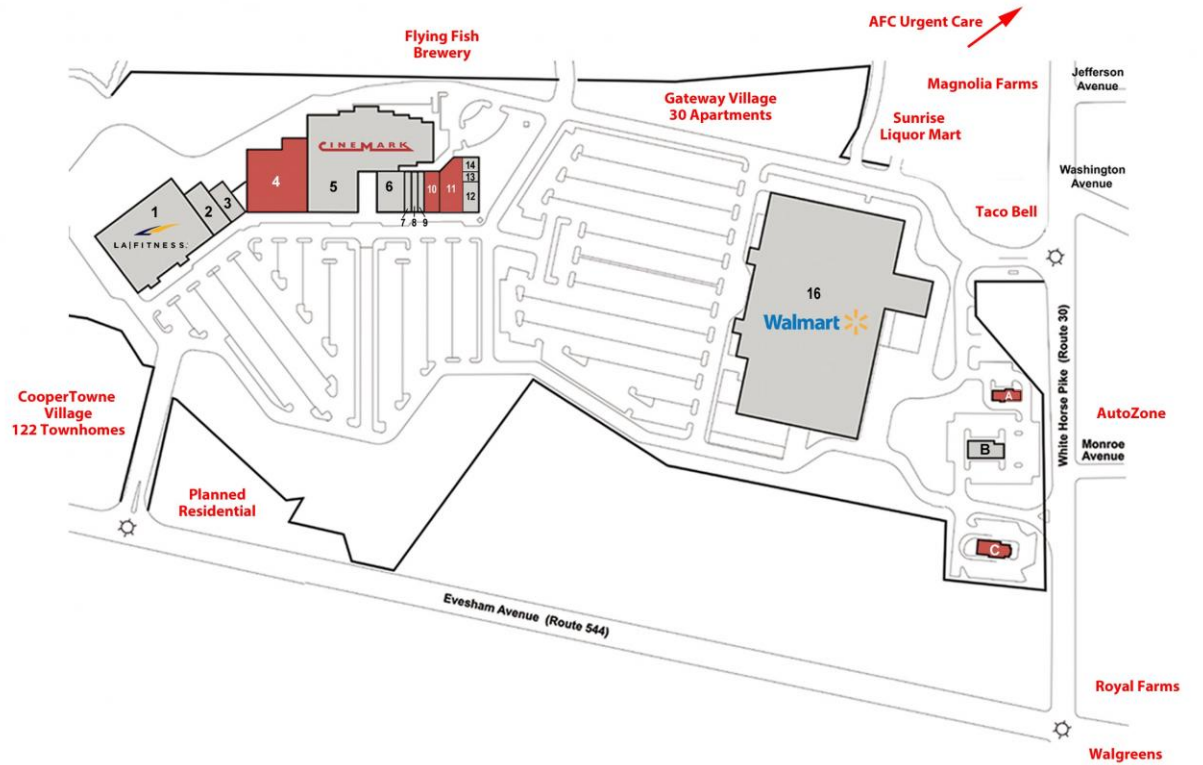 AFC Urgent Care
Flying Fish
Brewery
Jefferson
Avenue
Magnolia Farms
Gateway Village
30 Apartments
Sunrise
Liquor Mart
CINEMARK
Washington
Avenue
1
2
3
4
5
6
7
8
9
10
11
12
13
14
LA|FITNESS.
Taco Bell
16
Walmart
White Horse Pike (Route 30)
CooperTowne
Village
122 Townhomes
A
AutoZone
B
Monroe
Avenue
Planned
Residential
C
Evesham Avenue (Route 544)
Royal Farms
Walgreens